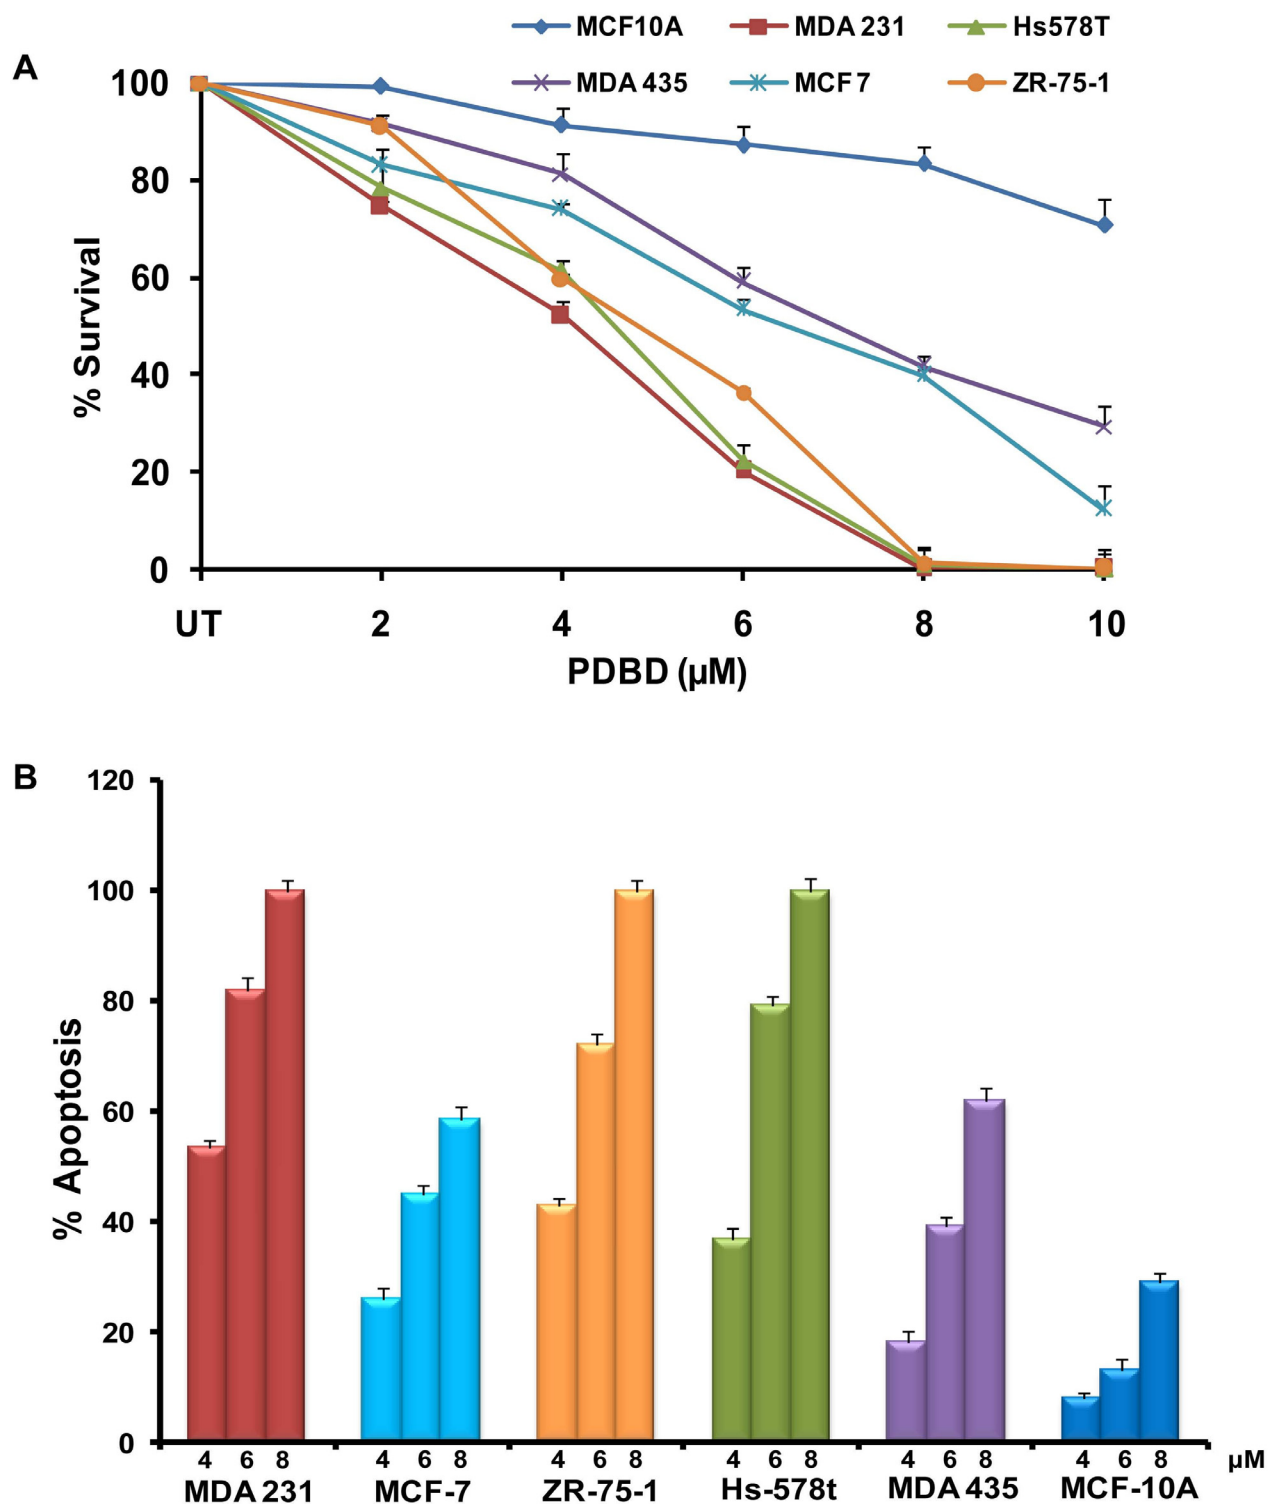 MCF10A MDA 231 Hs578T
A
MDA 435 MCF 7 ZR-75-1
100
80
60
40
20
0
% Survival
UT 2 4 6 8 10
PDBD (µM)
B
120
100
80
60
40
20
0
% Apoptosis
4 6 8 4 6 8 4 6 8 4 6 8 4 6 8 4 6 8 µM
MDA 231 MCF-7 ZR-75-1 Hs-578t MDA 435 MCF-10A